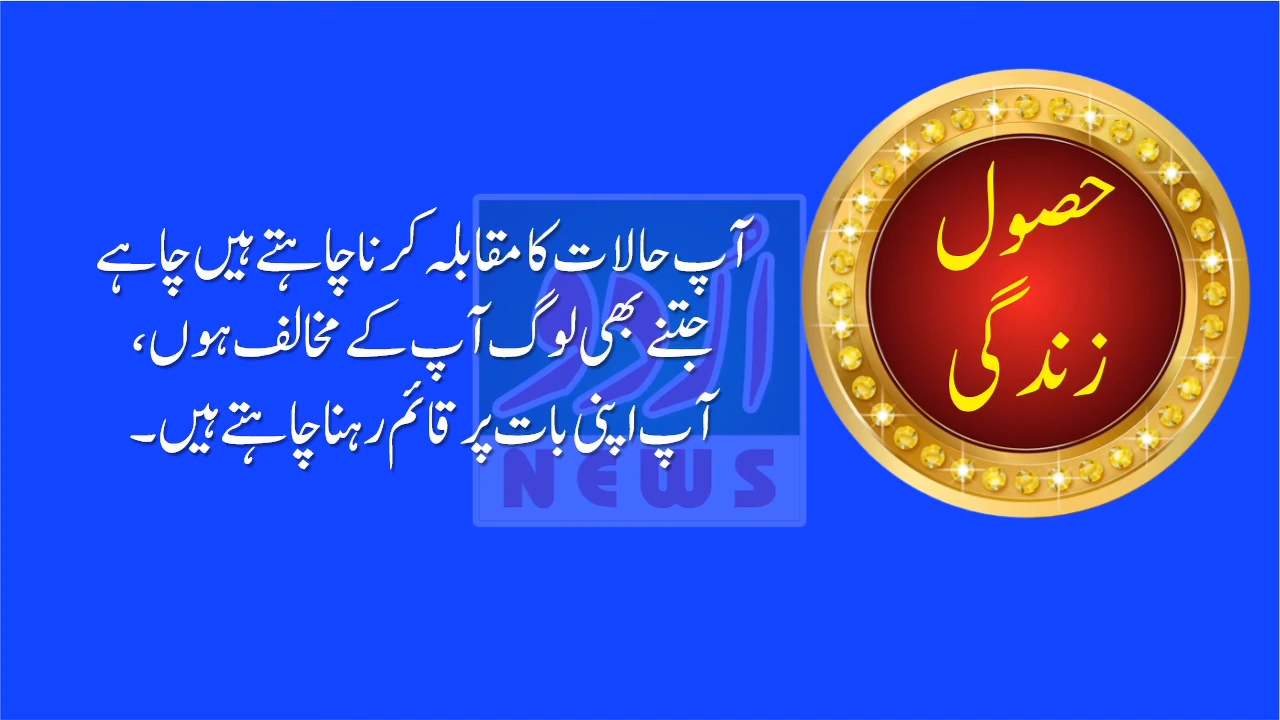 حصول
زندگی
آپ حالات کا مقابلہ کرنا چاہتے ہیں چاہے
جتنے بھی لوگ آپ کے مخالف ہوں،
آپ اپنی بات پر قائم رہنا چاہتے ہیں۔
اُردو
NEWS